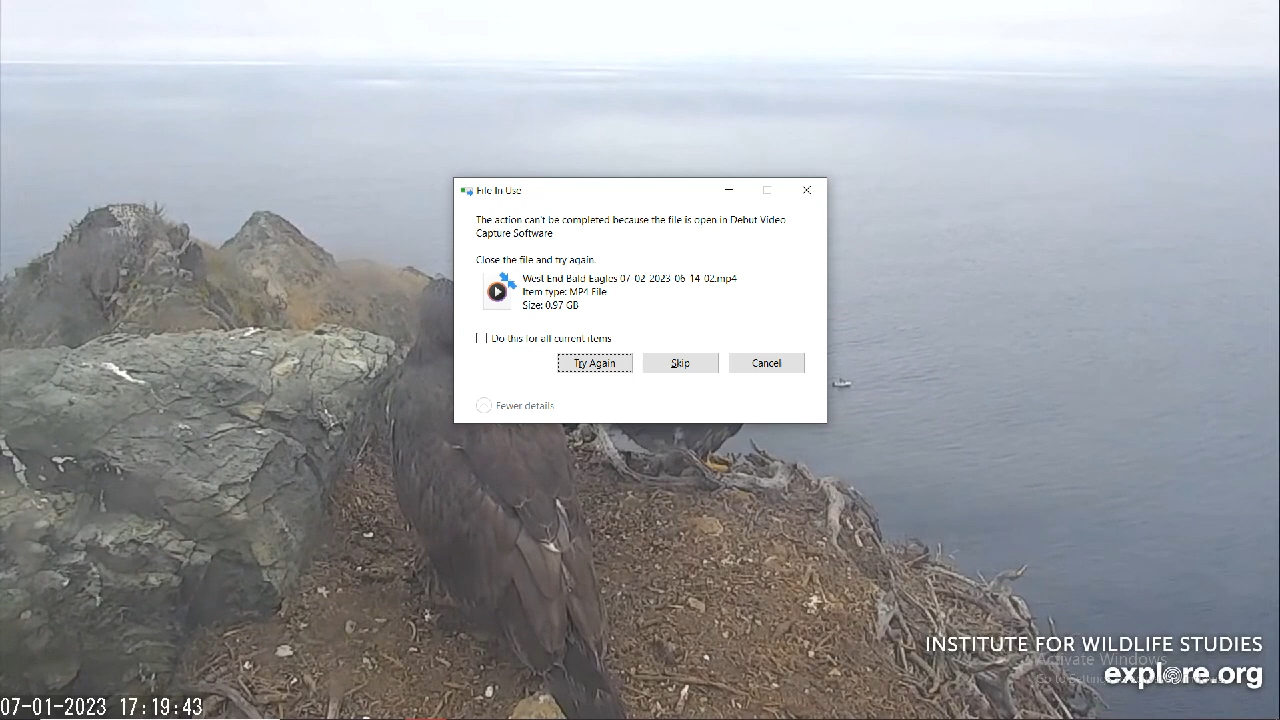 File In Use
The action can't be completed because the file is open in Debut Video
Capture Software
Close the file and try again.
West End Bald Eagles 07-02-2023-06-14-02.mp4
Item type: MP4 File
Size: 0.97 GB
Do this for all current items
Try Again Skip Cancel
Fewer details
INSTITUTE FOR WILDLIFE STUDIES
Activate Windows
explore.org
07-01-2023 17:19:43